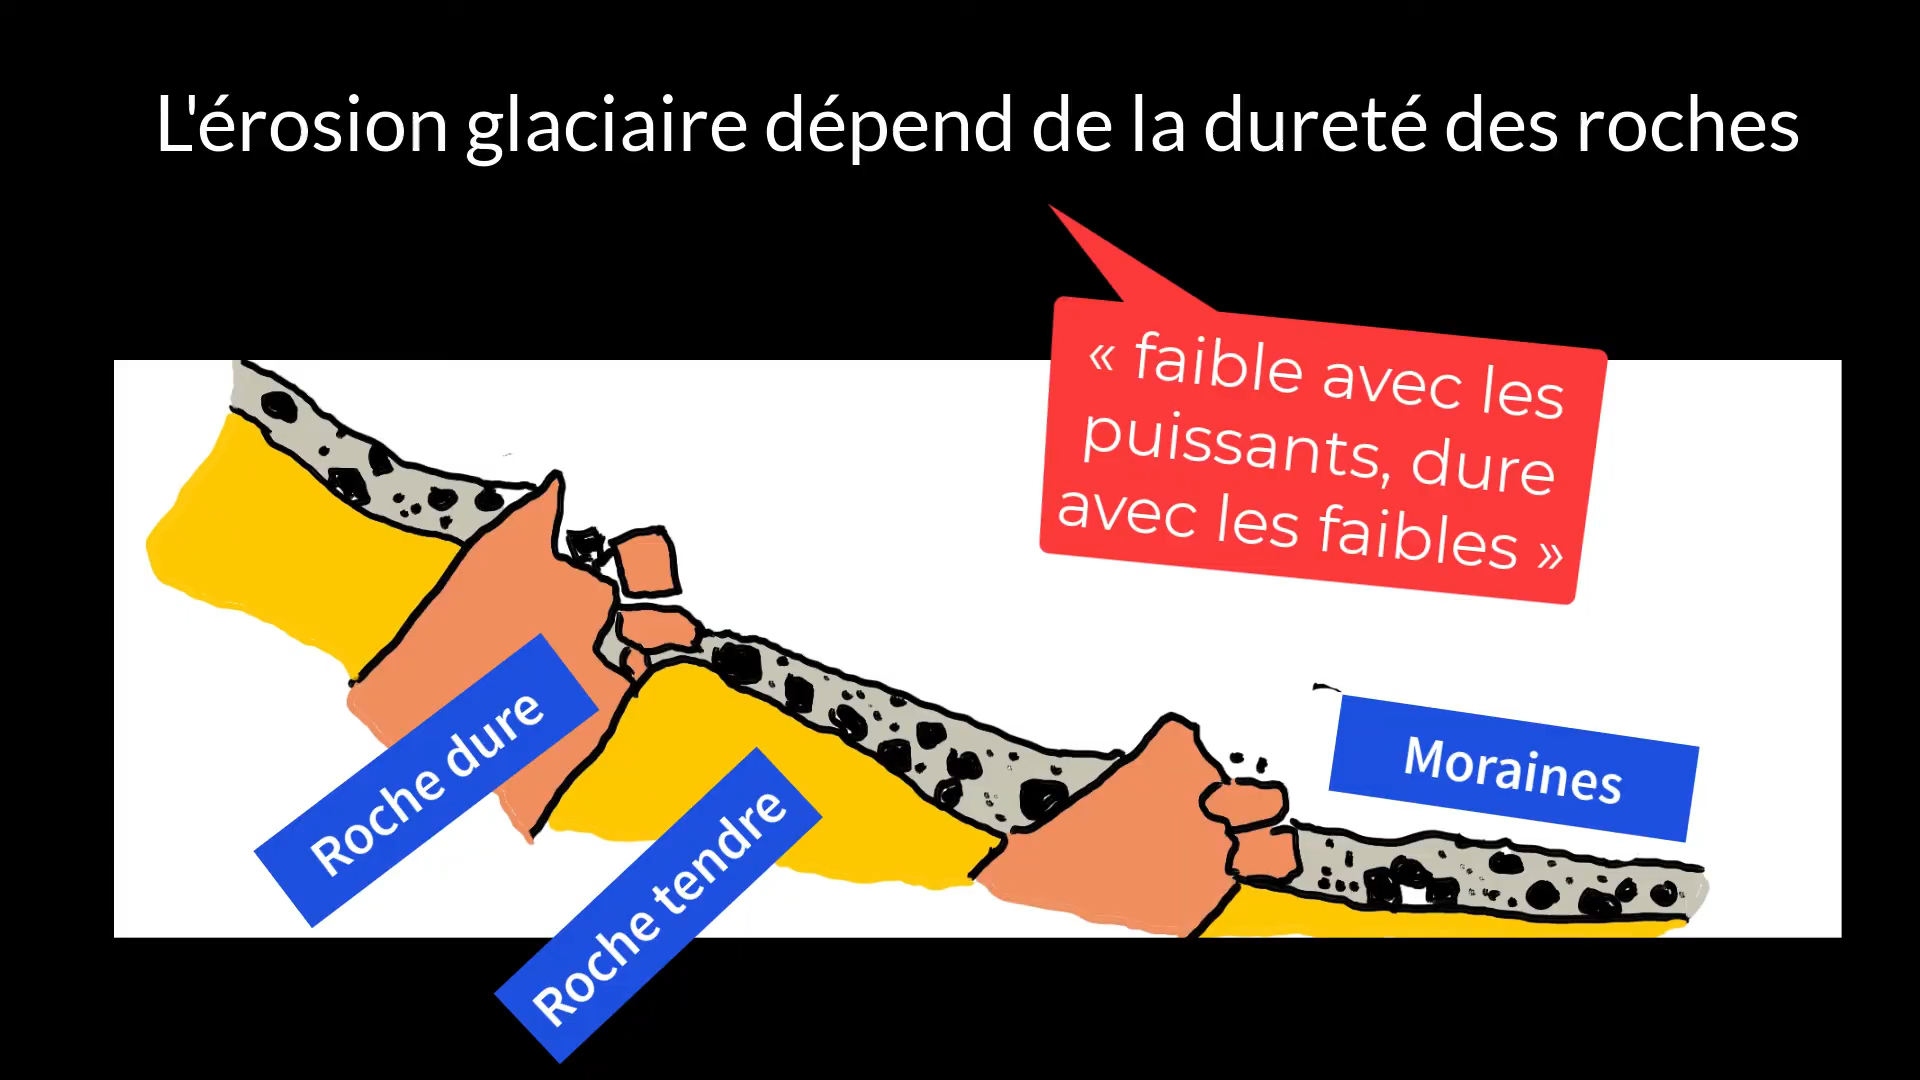 L'érosion glaciaire dépend de la dureté des roches
« faible avec les
puissants, dure
avec les faibles »
Roche dure
Roche tendre
Moraines